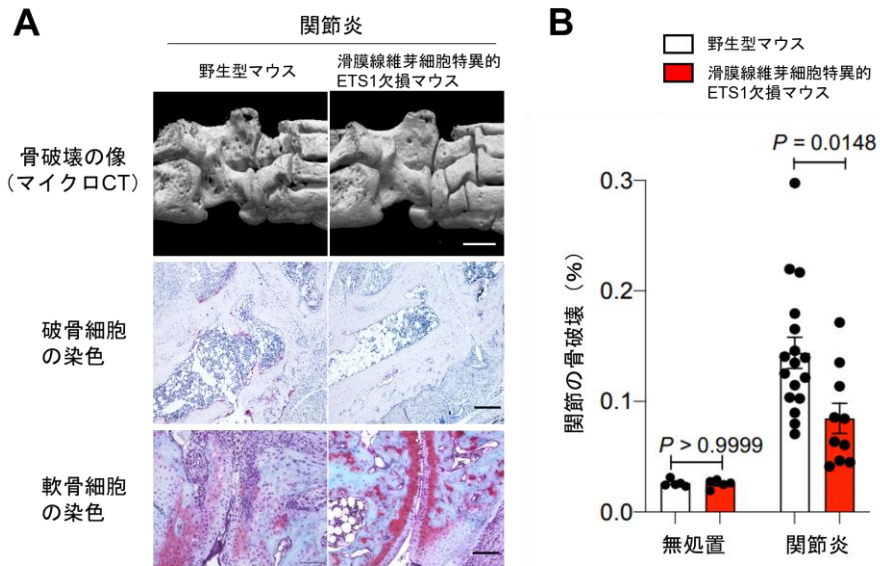 A
関節炎
野生型マウス
滑膜線維芽細胞特異的
ETS1欠損マウス
骨破壊の像
(マイクロCT)
破骨細胞
の染色
軟骨細胞
の染色
B
野生型マウス
滑膜線維芽細胞特異的
ETS1欠損マウス
P = 0.0148
P > 0.9999
関節の骨破壊 (%)
0.3
0.2
0.1
0.0
無処置
関節炎